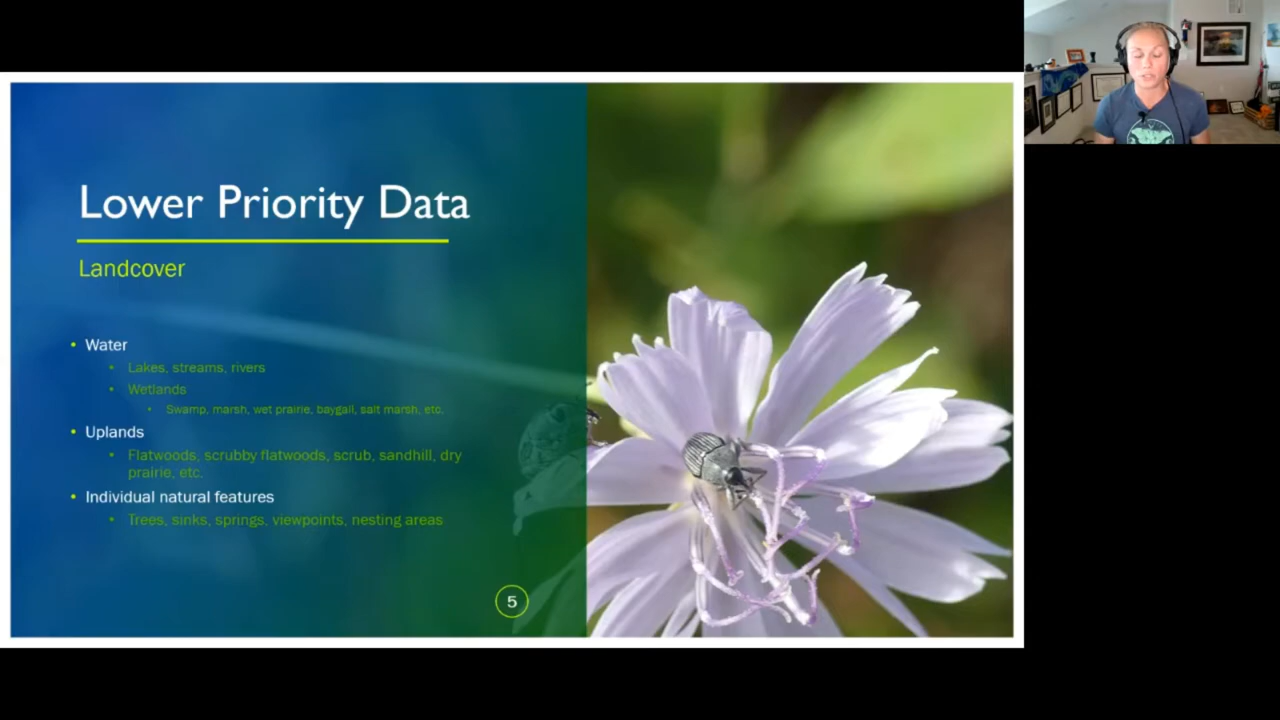 Lower Priority Data
Landcover
• Water
• Lakes, streams, rivers
• Wetlands
• Swamp, marsh, wet prairie, baygall, salt marsh, etc.
• Uplands
• Flatwoods, scrubby flatwoods, scrub, sandhill, dry
prairie, etc.
• Individual natural features
• Trees, sinks, springs, viewpoints, nesting areas
5